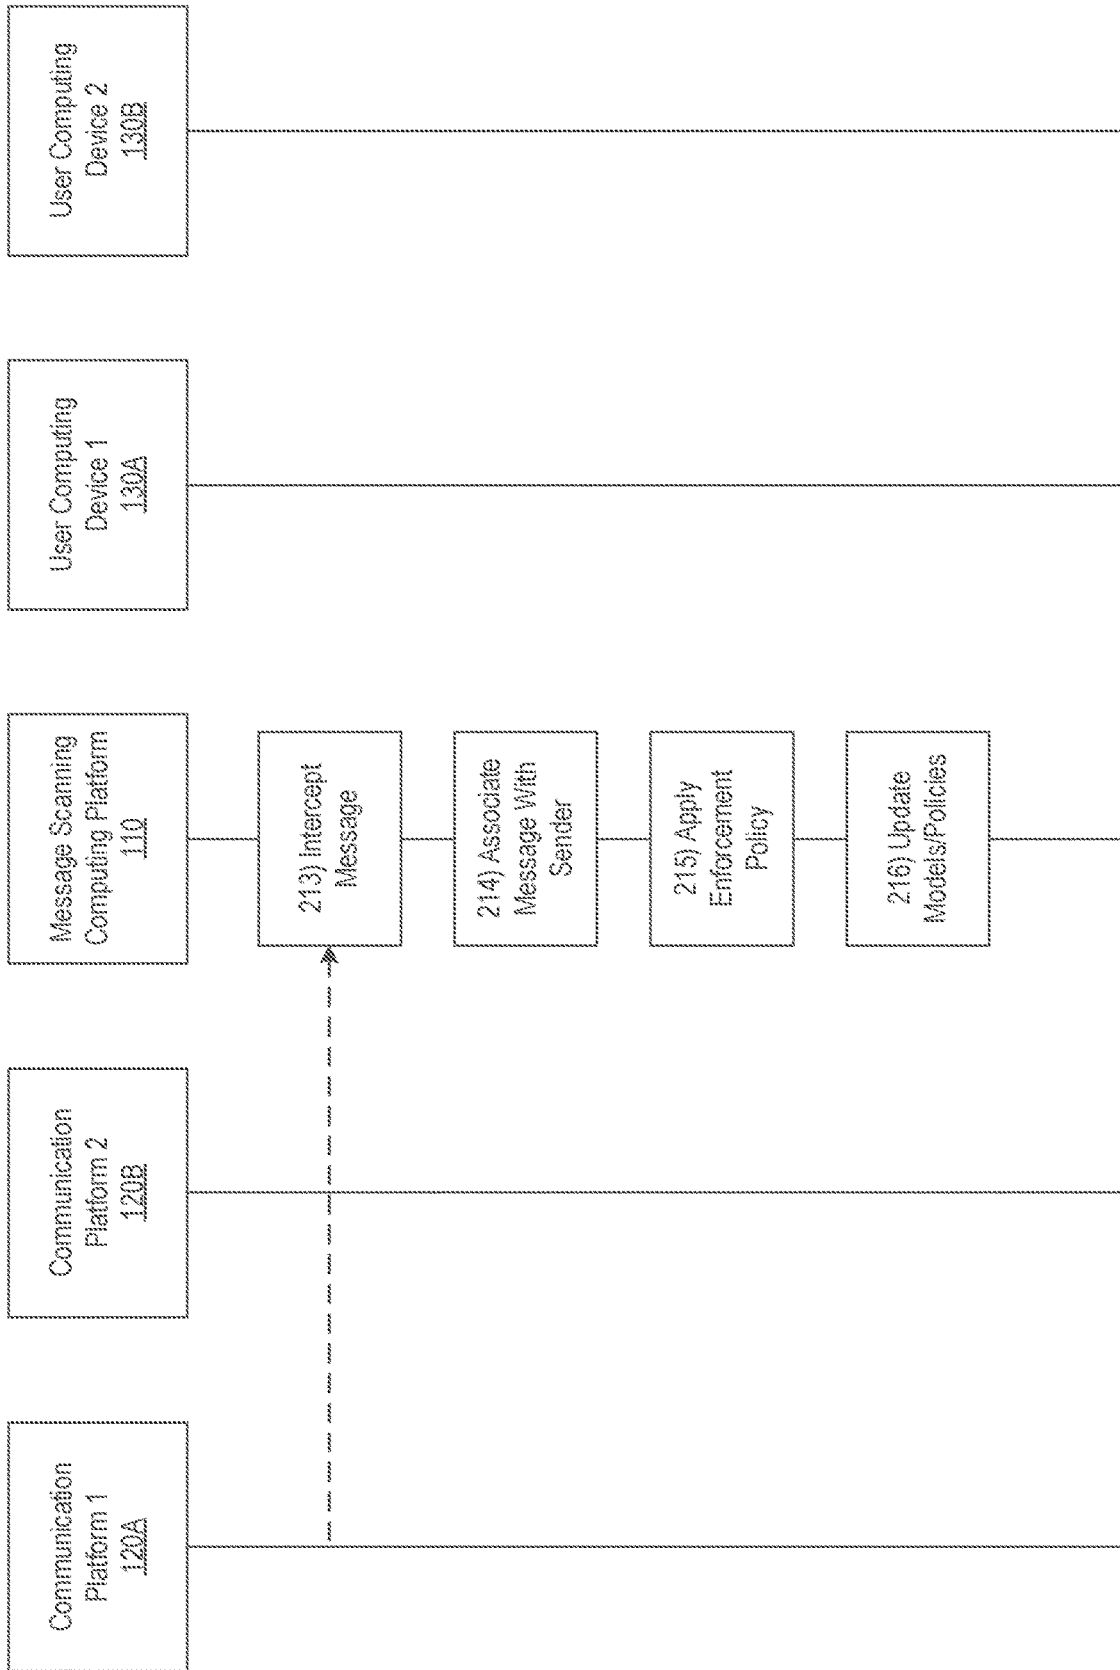 Communication
Platform 1
120A
Communication
Platform 2
120B
Message Scanning
Computing Platform
110
User Computing
Device 1
130A
User Computing
Device 2
130B
213) Intercept
Message
214) Associate
Message With
Sender
215) Apply
Enforcement
Policy
216) Update
Models/Policies